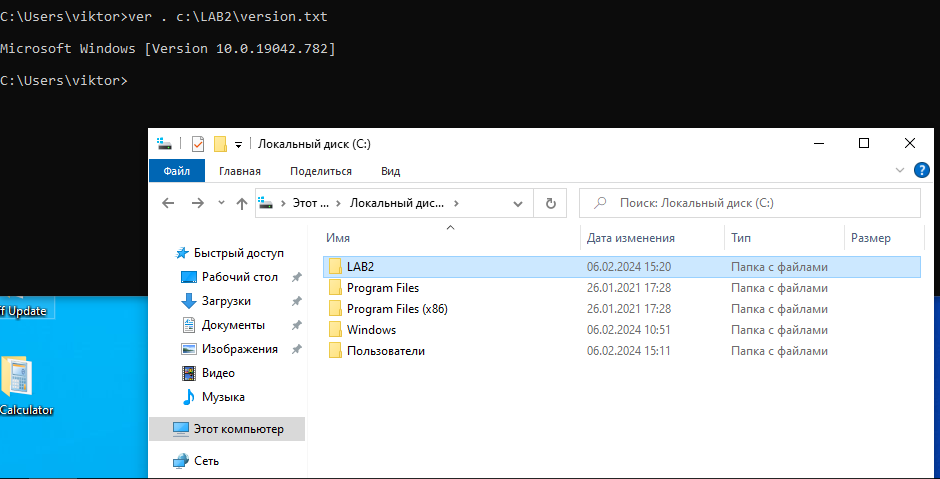 C:\Users\viktor>ver . c:\LAB2\version.txt
Microsoft Windows [Version 10.0.19042.782]
C:\Users\viktor>
Локальный диск (C:)
Файл Главная Поделиться Вид
Этот ... Локальный дис... Поиск: Локальный диск (C:)
Имя Дата изменения Тип Размер
Быстрый доступ
Рабочий стол
Загрузки
Документы
Изображения
Видео
Музыка
Этот компьютер
Сеть
LAB2 06.02.2024 15:20 Папка с файлами
Program Files 26.01.2021 17:28 Папка с файлами
Program Files (x86) 26.01.2021 17:28 Папка с файлами
Windows 06.02.2024 10:51 Папка с файлами
Пользователи 06.02.2024 15:11 Папка с файлами
ff Update
Calculator